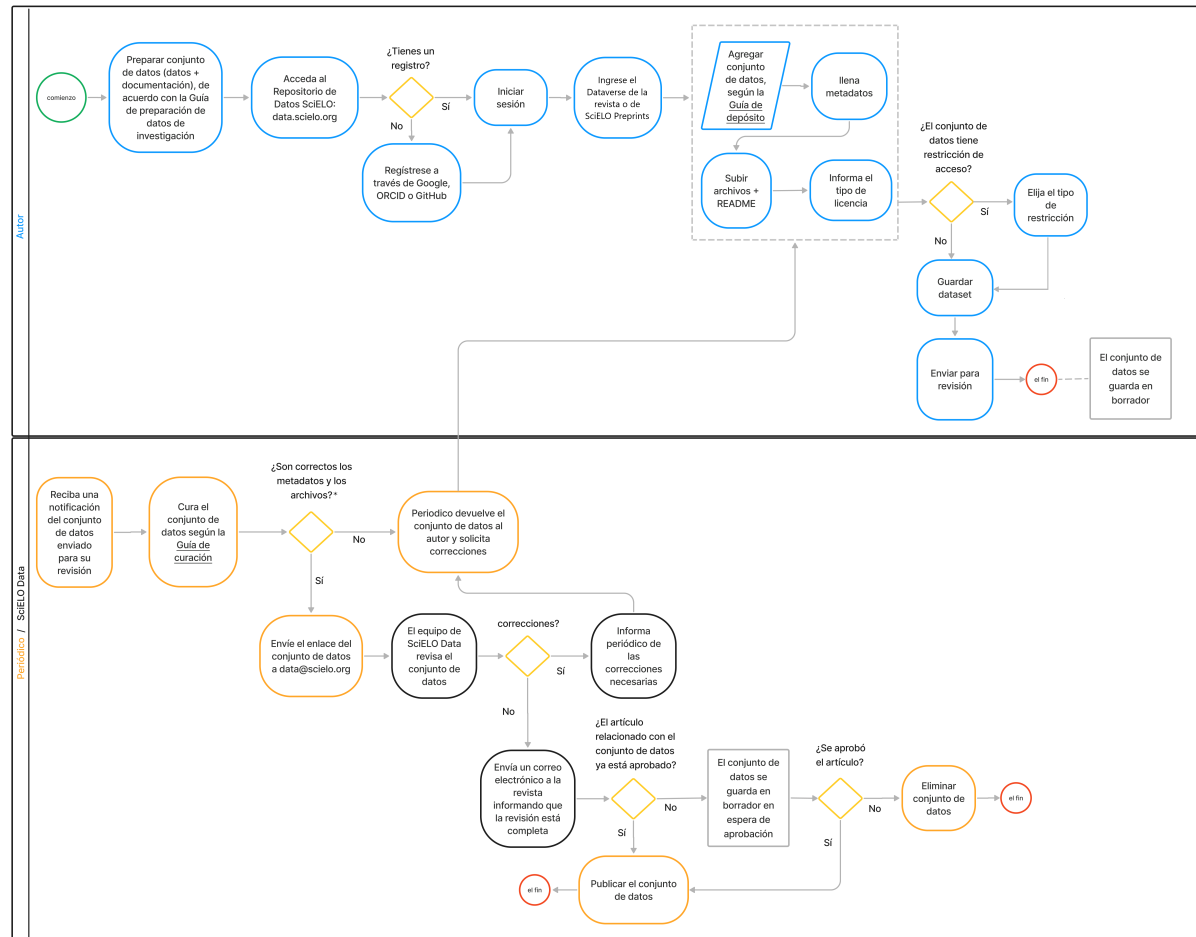 Autor
comienzo
Preparar conjunto
de datos (datos +
documentación), de
acuerdo con la Guía
de preparación de
datos de
investigación
Acceda al
Repositorio de
Datos SciELO:
data.scielo.org
¿Tienes un
registro?
Sí
No
Regístrese a
través de Google,
ORCID o GitHub
Iniciar
sesión
Ingrese el
Dataverse de la
revista o de
SciELO Preprints
Agregar
conjunto
de datos,
según la
Guía de
depósito
llena
metadatos
Subir
archivos +
README
Informa el
tipo de
licencia
¿El conjunto de
datos tiene
restricción de
acceso?
Sí
No
Elija el tipo
de
restricción
Guardar
dataset
Enviar para
revisión
el fin
El conjunto de
datos se
guarda en
borrador
Periódico / SciELO Data
Reciba una
notificación
del conjunto
de datos
enviado
para su
revisión
Cura el
conjunto de
datos según la
Guía de
curación
¿Son correctos los
metadatos y los
archivos?*
No
Sí
Periodico devuelve el
conjunto de datos al
autor y solicita
correcciones
Envíe el enlace del
conjunto de datos
a data@scielo.org
El equipo de
SciELO Data
revisa el
conjunto de
datos
correcciones?
Sí
No
Informa
periódico de
las
correcciones
necesarias
Envía un correo
electrónico a la
revista
informando que
la revisión está
completa
¿El artículo
relacionado con el
conjunto de datos
ya está aprobado?
No
Sí
El conjunto de
datos se
guarda en
borrador en
espera de
aprobación
¿Se aprobó
el artículo?
No
Sí
Eliminar
conjunto de
datos
el fin
Publicar el conjunto
de datos
el fin